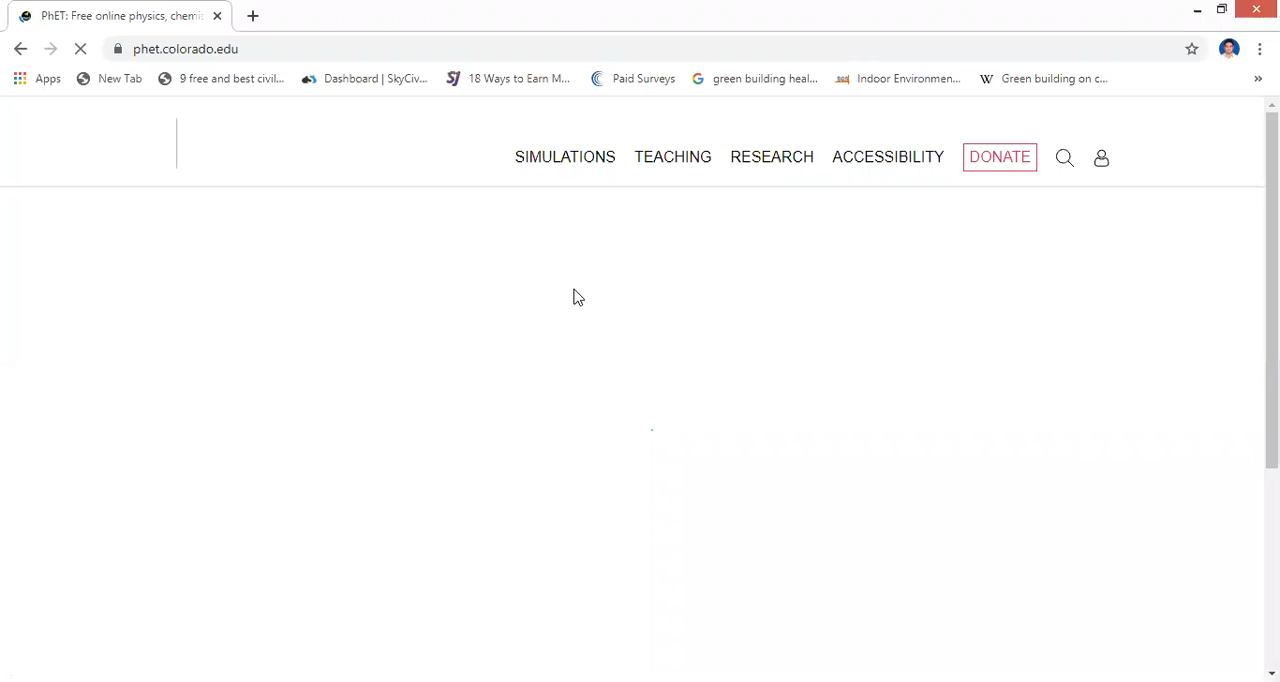 PhET: Free online physics, chemi
phet.colorado.edu
Apps New Tab 9 free and best civil... Dashboard | SkyCiv... SJ 18 Ways to Earn M... Paid Surveys green building heal... Indoor Environmen... W Green building on c...
SIMULATIONS TEACHING RESEARCH ACCESSIBILITY DONATE